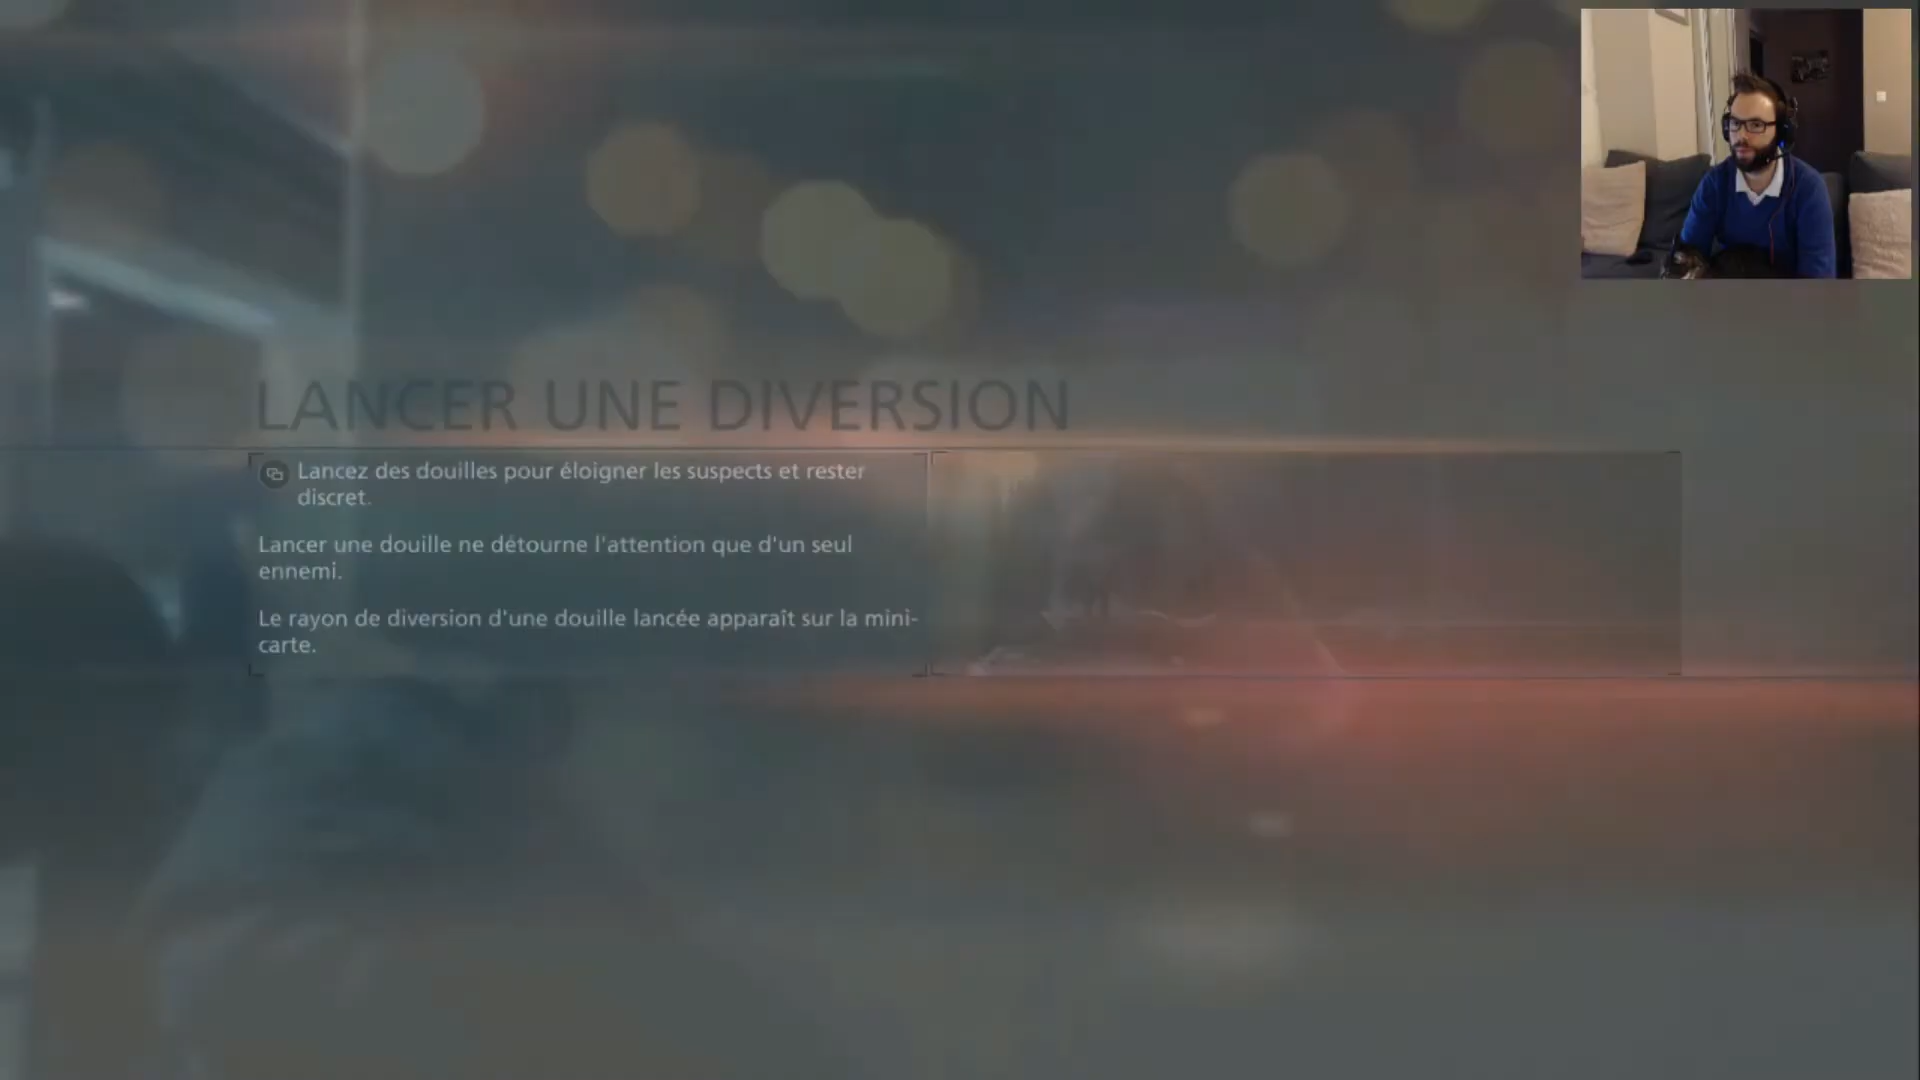 LANCER UNE DIVERSION
Lancez des douilles pour éloigner les suspects et rester
discret.
Lancer une douille ne détourne l'attention que d'un seul
ennemi.
Le rayon de diversion d'une douille lancée apparaît sur la mini-
carte.